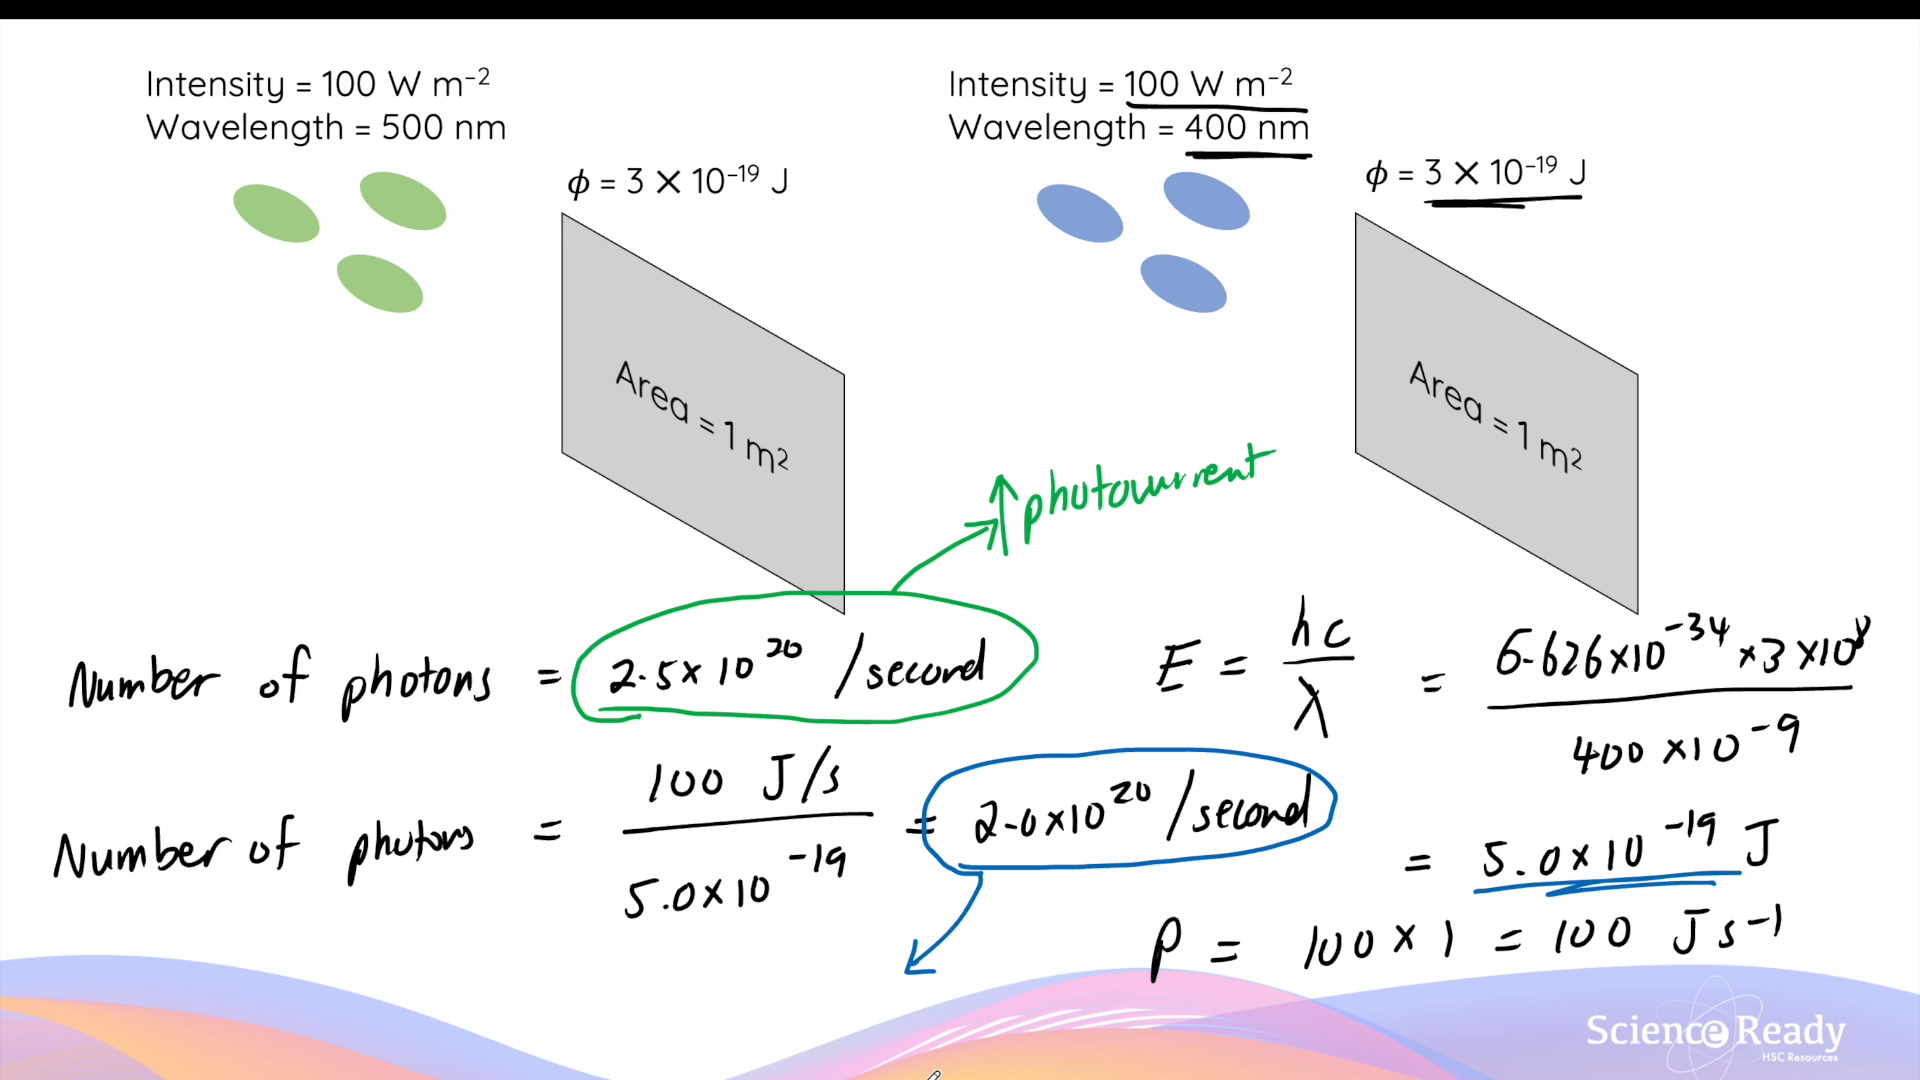 Intensity = 100 W m⁻²
Wavelength = 500 nm
ϕ = 3 × 10⁻¹⁹ J
Area = 1 m²
Intensity = 100 W m⁻²
Wavelength = 400 nm
ϕ = 3 × 10⁻¹⁹ J
Area = 1 m²
↑ photocurrent
Number of photons = 2.5 × 10²⁰ /second
Number of photons = 100 J/s / 5.0 × 10⁻¹⁹ = 2.0 × 10²⁰ /second
E = hc / λ = 6.626 × 10⁻³⁴ × 3 × 10⁸ / 400 × 10⁻⁹
= 5.0 × 10⁻¹⁹ J
P = 100 × 1 = 100 J s⁻¹
Science Ready
HSC Resources